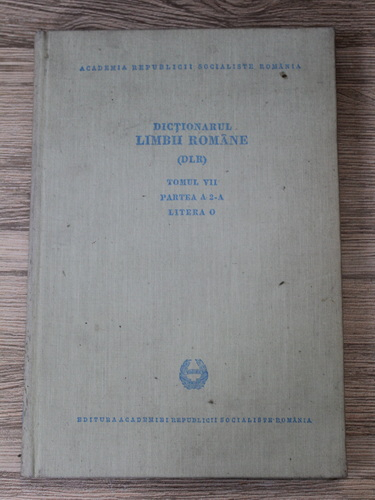 ACADEMIA REPUBLICII SOCIALISTE ROMÂNIA
DICȚIONARUL
LIMBII ROMÂNE
(DLR)
TOMUL VII
PARTEA A 2-A
LITERA O
EDITURA ACADEMIEI REPUBLICII SOCIALISTE ROMÂNIA